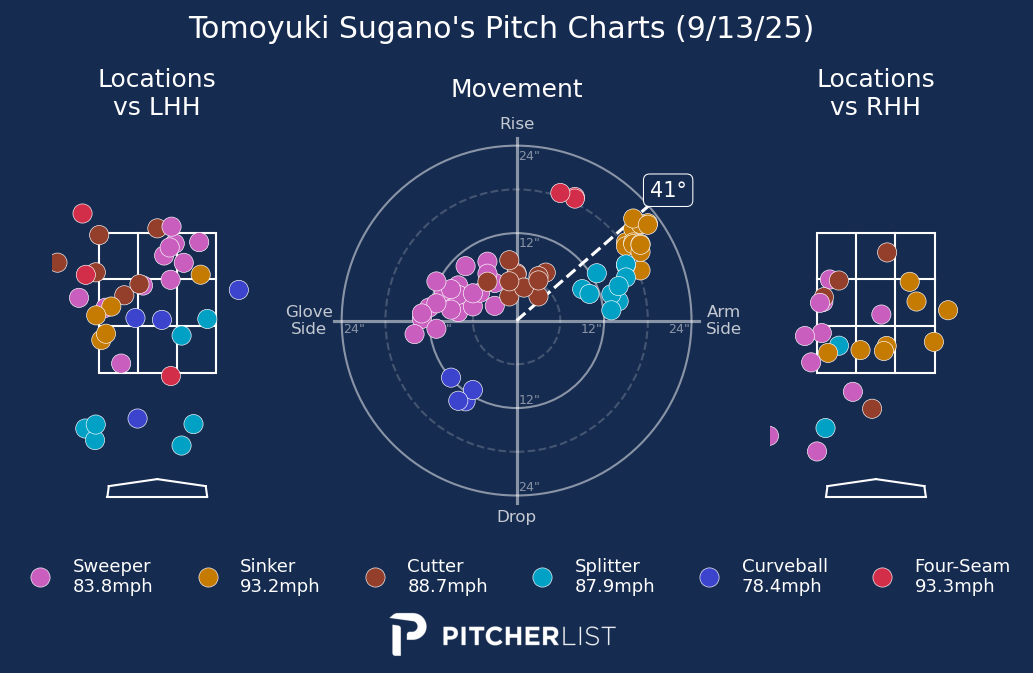 Tomoyuki Sugano's Pitch Charts (9/13/25)
Locations
vs LHH
Movement
Locations
vs RHH
Rise
24"
41°
12"
Glove
Side
24"
"
12"
24"
Arm
Side
12"
24"
Drop
Sweeper
83.8mph
Sinker
93.2mph
Cutter
88.7mph
Splitter
87.9mph
Curveball
78.4mph
Four-Seam
93.3mph
PITCHERLIST